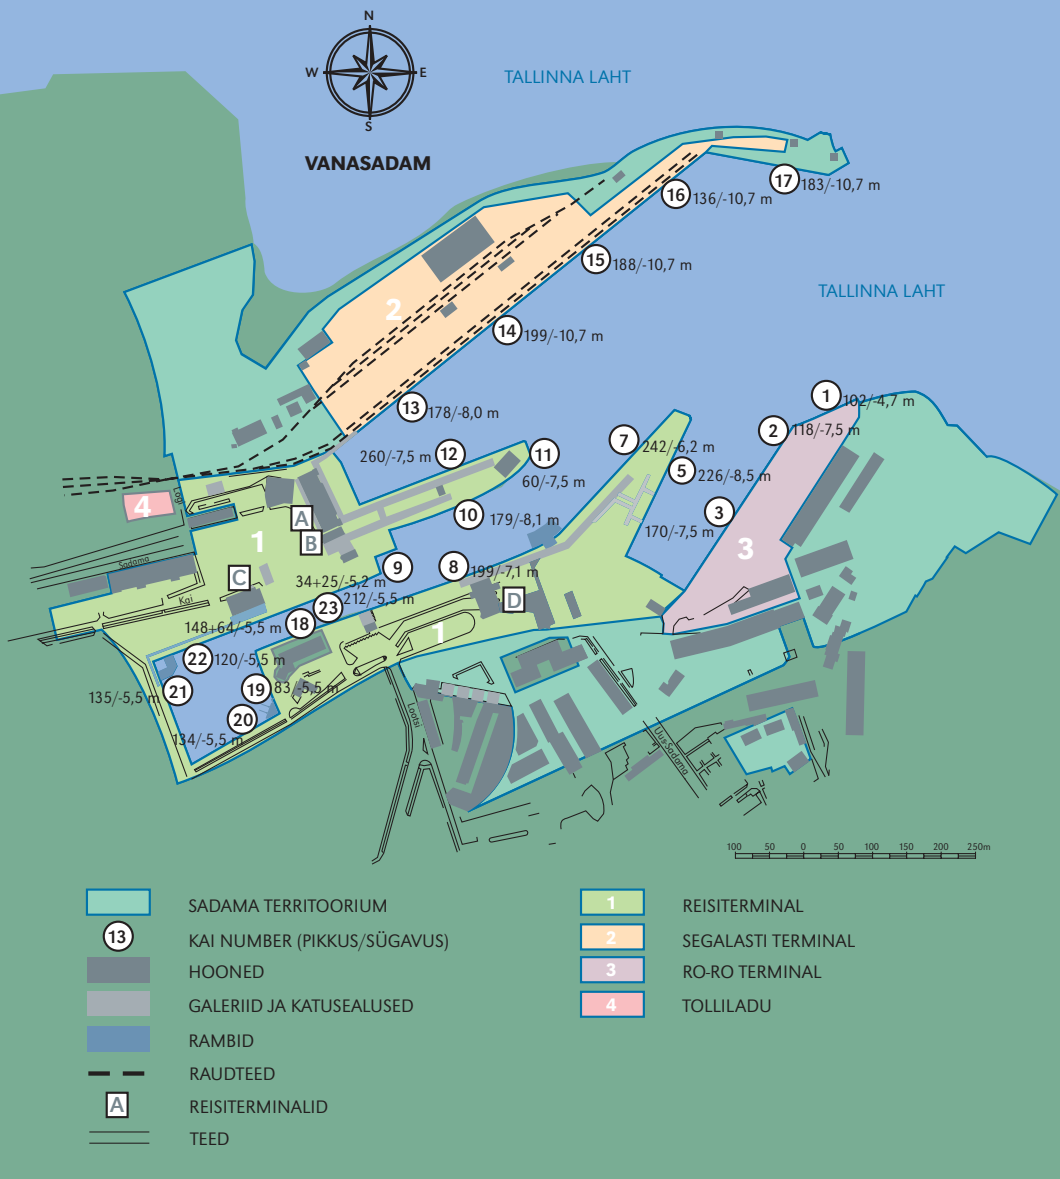 N
W E
S
TALLINNA LAHT
VANASADAM
17 183/-10,7 m
16 136/-10,7 m
15 188/-10,7 m
TALLINNA LAHT
2
14 199/-10,7 m
1 102/-4,7 m
13 178/-8,0 m
2 118/-7,5 m
7 242/-6,2 m
12 260/-7,5 m
11 60/-7,5 m
5 226/-8,5 m
4
Logi
A
10 179/-8,1 m
3 170/-7,5 m
1
B
3
Sadama
9 34+25/-5,2 m
8 199/-7,1 m
C
Kai
D
23 212/-5,5 m
18 148+64/-5,5 m
1
22 120/-5,5 m
21 135/-5,5 m
19 83/-5,5 m
20 134/-5,5 m
Lootsi
Uus-Sadama
100 50 0 50 100 150 200 250m
SADAMA TERRITOORIUM
13 KAI NUMBER (PIKKUS/SÜGAVUS)
HOONED
GALERIID JA KATUSEALUSED
RAMBID
RAUDTEED
A REISITERMINALID
TEED
1 REISITERMINAL
2 SEGALASTI TERMINAL
3 RO-RO TERMINAL
4 TOLLILADU